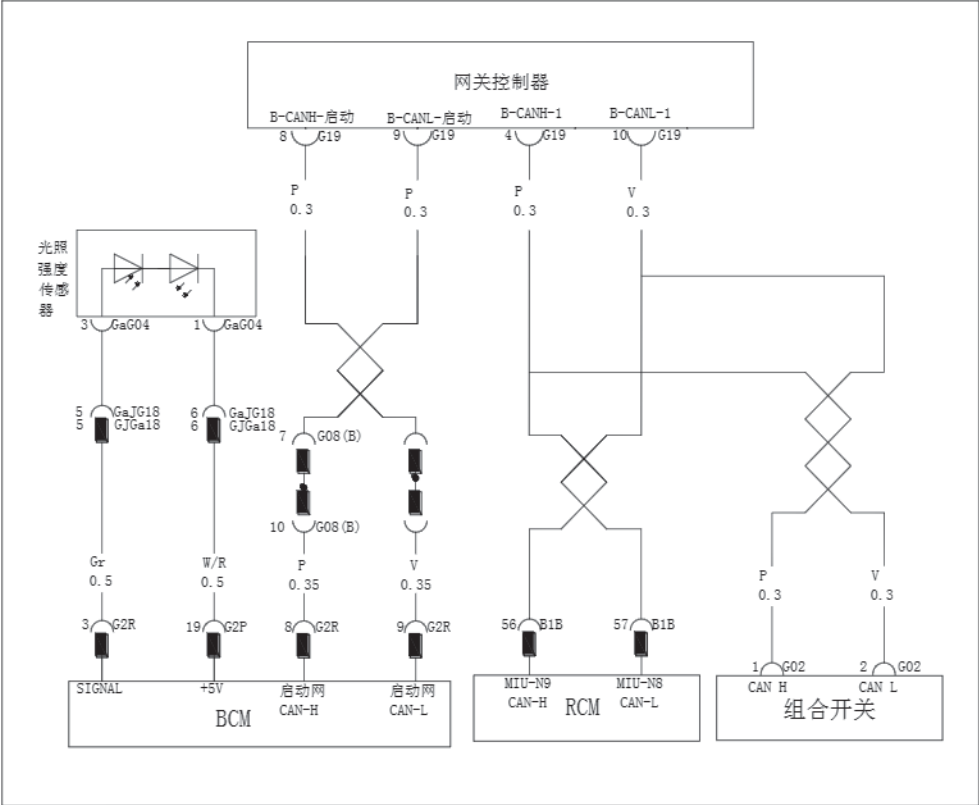 网关控制器
B-CANH-启动
B-CANL-启动
B-CANH-1
B-CANL-1
8 G19
9 G19
4 G19
10 G19
P
0.3
P
0.3
P
0.3
V
0.3
光照
强度
传感
器
3 GaG04
1 GaG04
5 GaJG18
5 GJGa18
6 GaJG18
6 GJGa18
7 G08(B)
10 G08(B)
Gr
0.5
W/R
0.5
P
0.35
V
0.35
P
0.3
V
0.3
3 G2R
19 G2P
8 G2R
9 G2R
56 B1B
57 B1B
1 G02
2 G02
SIGNAL
+5V
启动网
CAN-H
启动网
CAN-L
BCM
MIU-N9
CAN-H
MIU-N8
CAN-L
RCM
CAN H
CAN L
组合开关